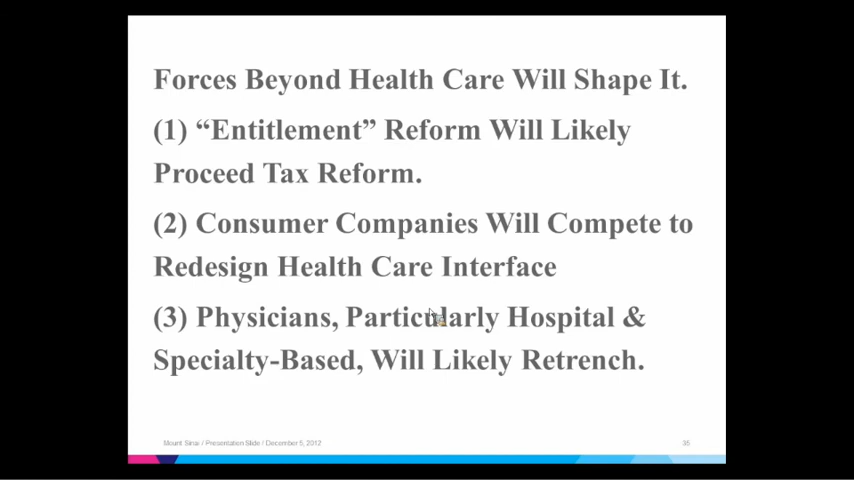 Forces Beyond Health Care Will Shape It.
(1) “Entitlement” Reform Will Likely
Proceed Tax Reform.
(2) Consumer Companies Will Compete to
Redesign Health Care Interface
(3) Physicians, Particularly Hospital &
Specialty-Based, Will Likely Retrench.
Mount Sinai / Presentation Slide / December 5, 2012
35